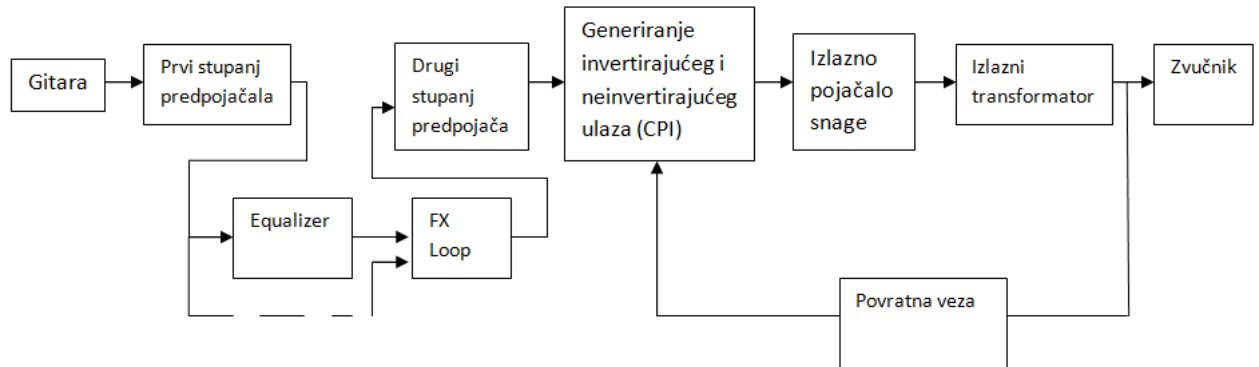 Gitara
Prvi stupanj
predpojačala
Equalizer
FX
Loop
Drugi
stupanj
predpojača
Generiranje
invertirajućeg i
neinvertirajućeg
ulaza (CPI)
Izlazno
pojačalo
snage
Izlazni
transformator
Zvučnik
Povratna veza